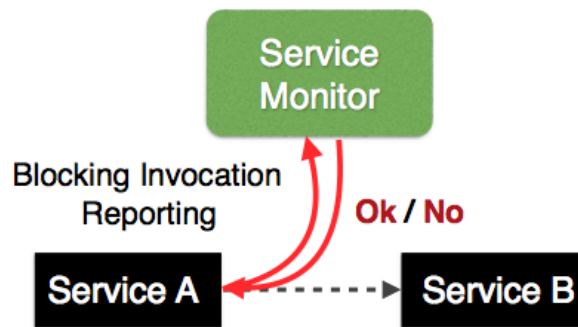 Service
Monitor
Blocking Invocation
Reporting
Ok / No
Service A
Service B